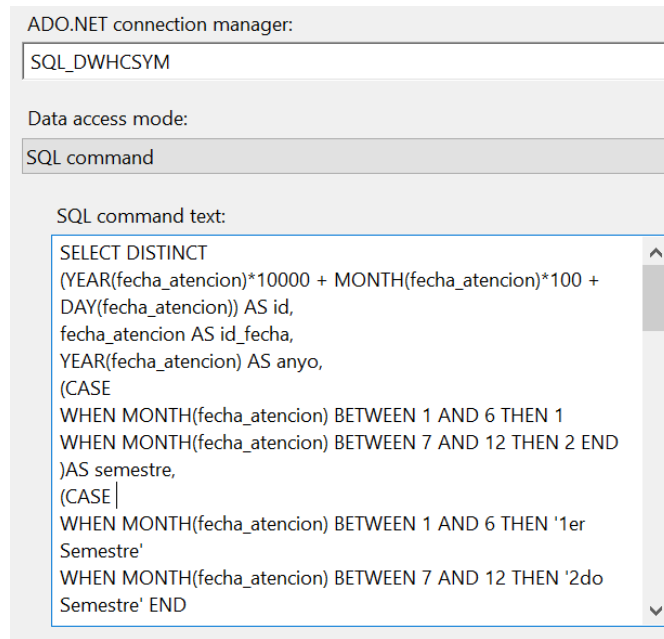 ADO.NET connection manager:
SQL_DWHCSYM
Data access mode:
SQL command
SQL command text:
SELECT DISTINCT
(YEAR(fecha_atencion)*10000 + MONTH(fecha_atencion)*100 +
DAY(fecha_atencion)) AS id,
fecha_atencion AS id_fecha,
YEAR(fecha_atencion) AS anyo,
(CASE
WHEN MONTH(fecha_atencion) BETWEEN 1 AND 6 THEN 1
WHEN MONTH(fecha_atencion) BETWEEN 7 AND 12 THEN 2 END
)AS semestre,
(CASE
WHEN MONTH(fecha_atencion) BETWEEN 1 AND 6 THEN '1er
Semestre'
WHEN MONTH(fecha_atencion) BETWEEN 7 AND 12 THEN '2do
Semestre' END